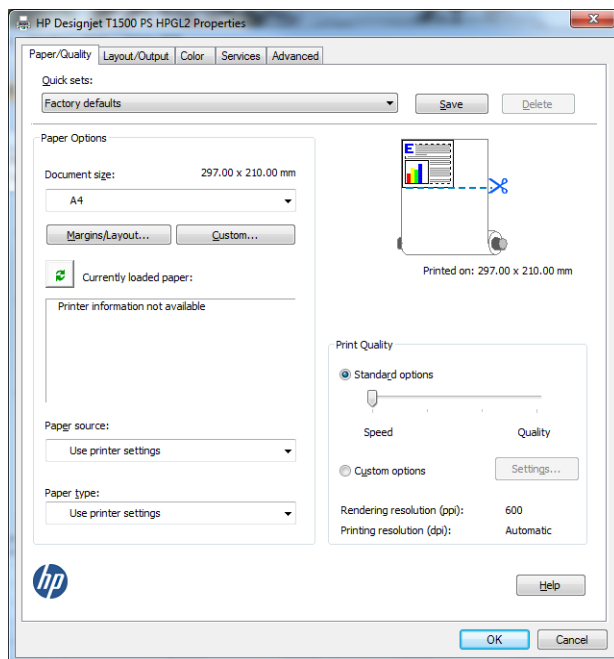 HP Designjet T1500 PS HPGL2 Properties
Paper/Quality Layout/Output Color Services Advanced
Quick sets:
Factory defaults Save Delete
Paper Options
Document size: 297.00 x 210.00 mm
A4
Margins/Layout... Custom...
Currently loaded paper:
Printer information not available
Paper source:
Use printer settings
Paper type:
Use printer settings
E
Printed on: 297.00 x 210.00 mm
Print Quality
Standard options
Speed Quality
Custom options Settings...
Rendering resolution (ppi): 600
Printing resolution (dpi): Automatic
hp
Help
OK Cancel